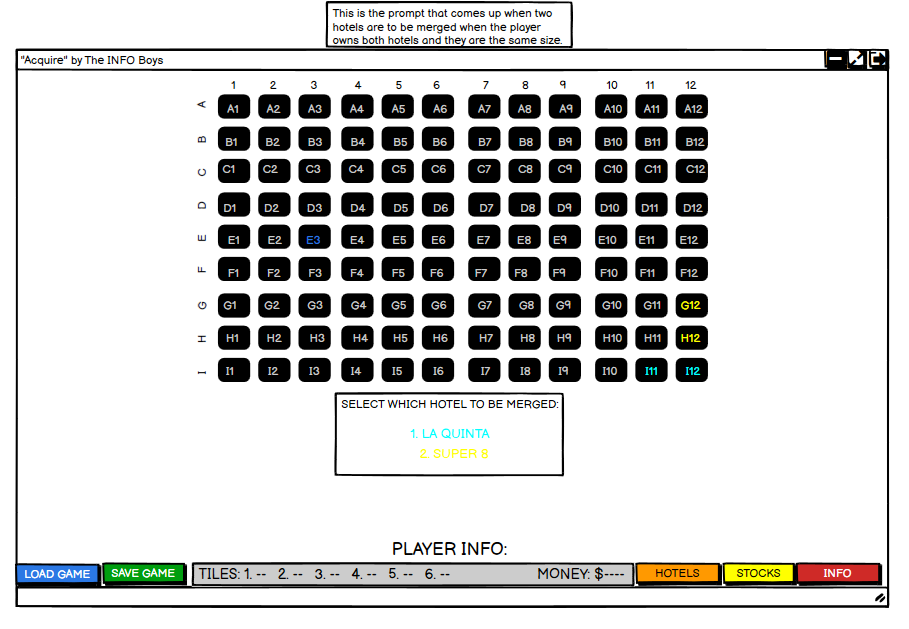 This is the prompt that comes up when two
hotels are to be merged when the player
owns both hotels and they are the same size.
"Acquire" by The INFO Boys
1 2 3 4 5 6 7 8 9 10 11 12
A A1 A2 A3 A4 A5 A6 A7 A8 A9 A10 A11 A12
B B1 B2 B3 B4 B5 B6 B7 B8 B9 B10 B11 B12
C C1 C2 C3 C4 C5 C6 C7 C8 C9 C10 C11 C12
D D1 D2 D3 D4 D5 D6 D7 D8 D9 D10 D11 D12
E E1 E2 E3 E4 E5 E6 E7 E8 E9 E10 E11 E12
F F1 F2 F3 F4 F5 F6 F7 F8 F9 F10 F11 F12
G G1 G2 G3 G4 G5 G6 G7 G8 G9 G10 G11 G12
H H1 H2 H3 H4 H5 H6 H7 H8 H9 H10 H11 H12
I I1 I2 I3 I4 I5 I6 I7 I8 I9 I10 I11 I12
SELECT WHICH HOTEL TO BE MERGED:
1. LA QUINTA
2. SUPER 8
PLAYER INFO:
LOAD GAME SAVE GAME TILES: 1. -- 2. -- 3. -- 4. -- 5. -- 6. -- MONEY: $---- HOTELS STOCKS INFO